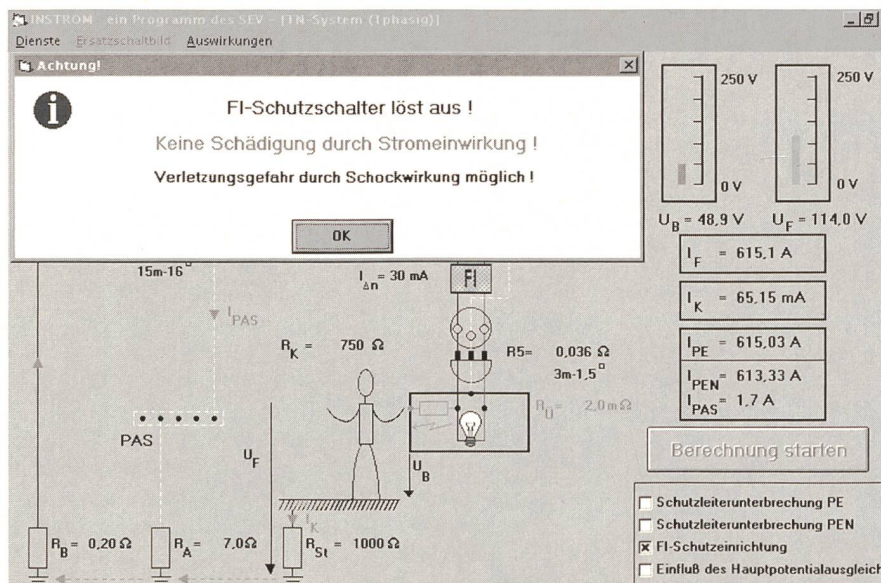 INSTROM ein Programm des SEV - [TN-System (1phasig)]
Dienste Ersatzschaltbild Auswirkungen
Achtung!
FI-Schutzschalter löst aus !
Keine Schädigung durch Stromeinwirkung !
Verletzungsgefahr durch Schockwirkung möglich !
OK
250 V 250 V
0 V 0 V
U_B = 48,9 V U_F = 114,0 V
I_F = 615,1 A
I_K = 65,15 mA
I_PE = 615,03 A
I_PEN = 613,33 A
I_PAS = 1,7 A
Berechnung starten
Schutzleiterunterbrechung PE
Schutzleiterunterbrechung PEN
FI-Schutzeinrichtung
Einfluß des Hauptpotentialausgleich
15m-16□
I_Δn = 30 mA
FI
I_PAS
R_K = 750 Ω
R5= 0,036 Ω
3m-1,5□
R_Ü = 2,0mΩ
PAS
U_F
U_B
I_K
R_B = 0,20 Ω
R_A = 7,0Ω
R_St = 1000 Ω